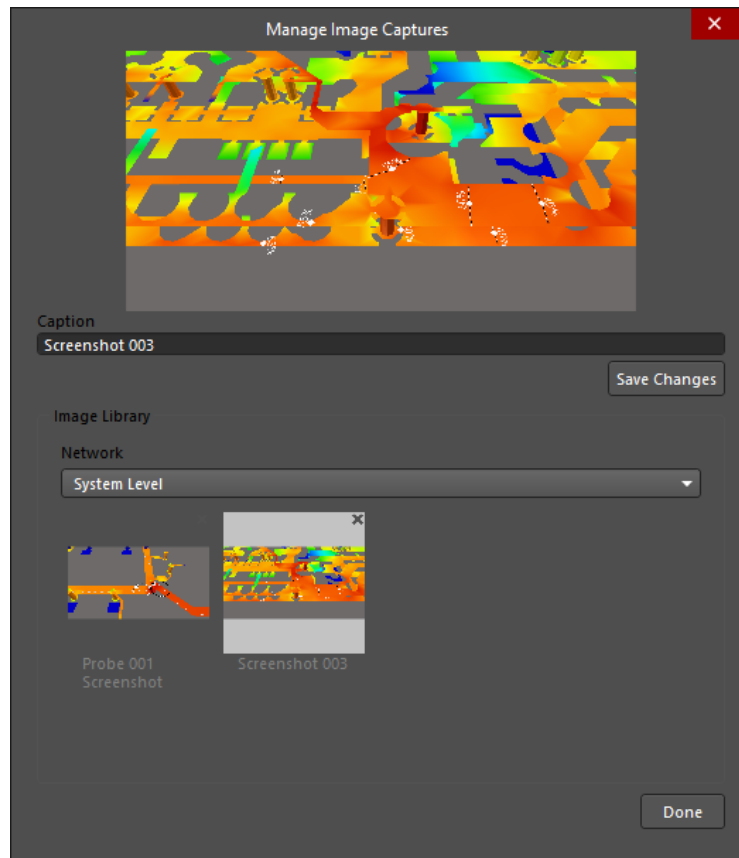 Manage Image Captures
Caption
Screenshot 003
Save Changes
Image Library
Network
System Level
Probe 001
Screenshot
Screenshot 003
Done